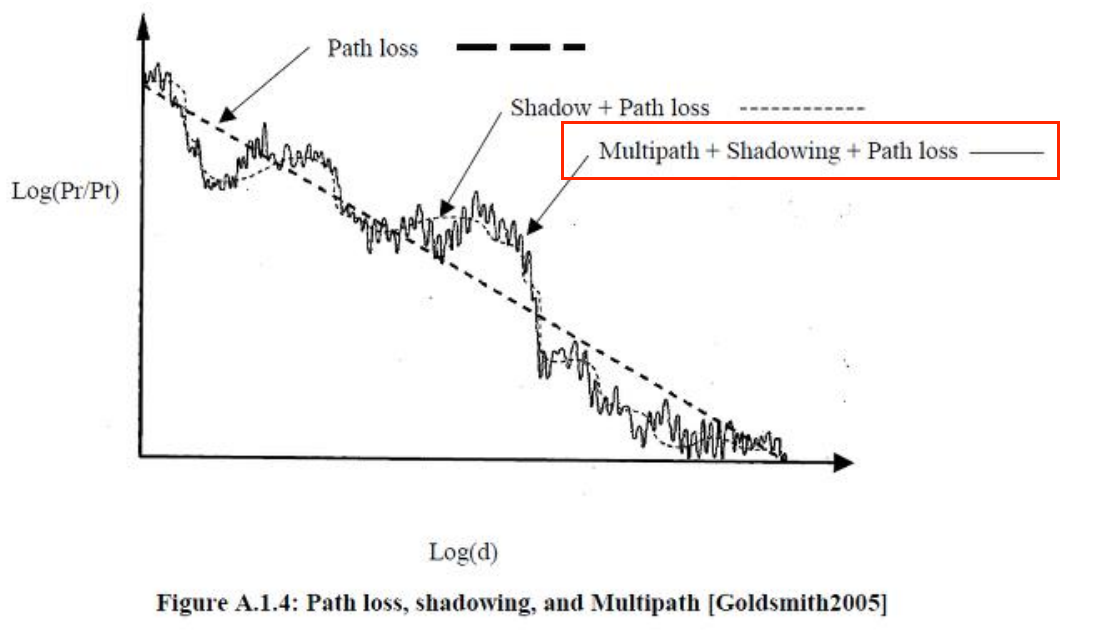 Path loss
Shadow + Path loss
Multipath + Shadowing + Path loss
Log(Pr/Pt)
Log(d)
Figure A.1.4: Path loss, shadowing, and Multipath [Goldsmith2005]